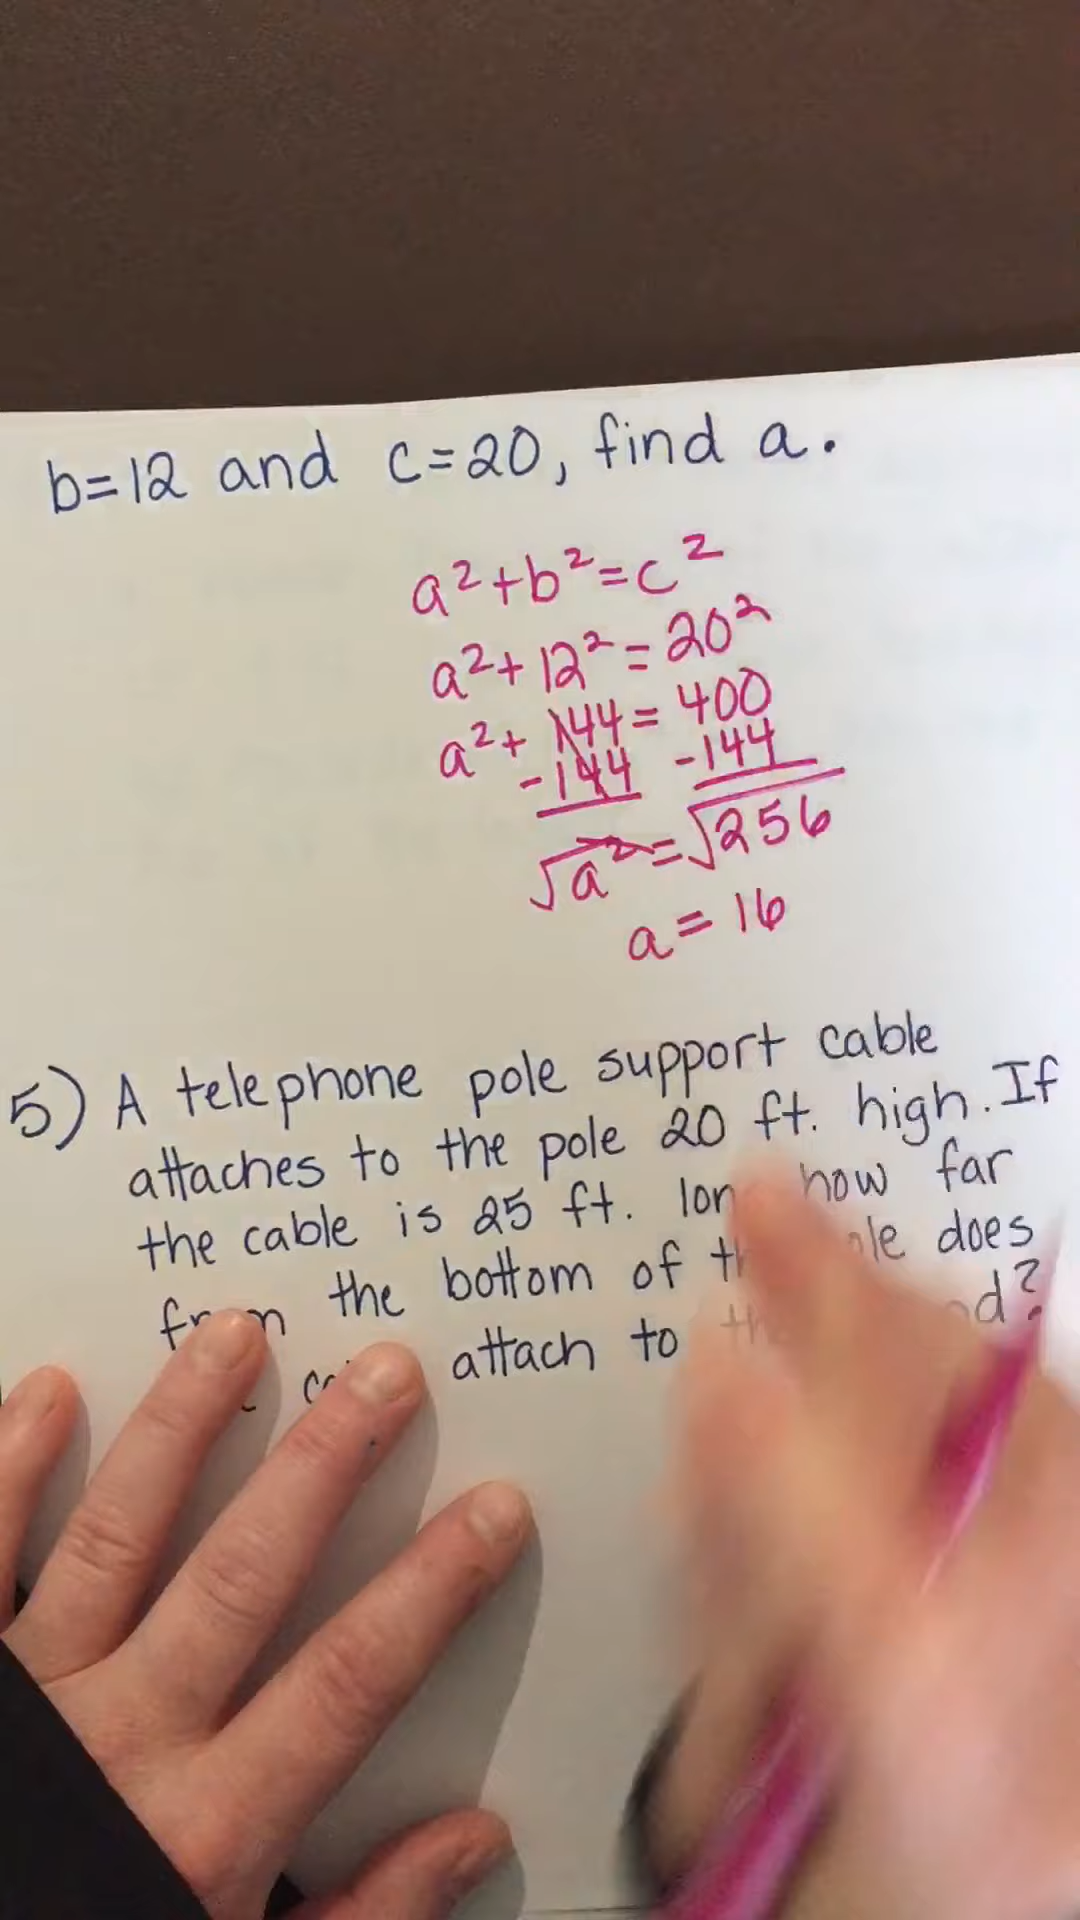 b=12 and c=20, find a.
a²+b²=c²
a²+12²=20²
a²+144=400
-144 -144
√a²=√256
a=16
5) A telephone pole support cable
attaches to the pole 20 ft. high. If
the cable is 25 ft. how far
the bottom of does
attach to